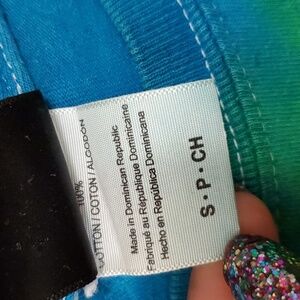 100%
COTTON / COTON / ALGODON
Made in Dominican Republic
Fabriqué au République Dominicaine
Hecho en República Dominicana
S • P • CH